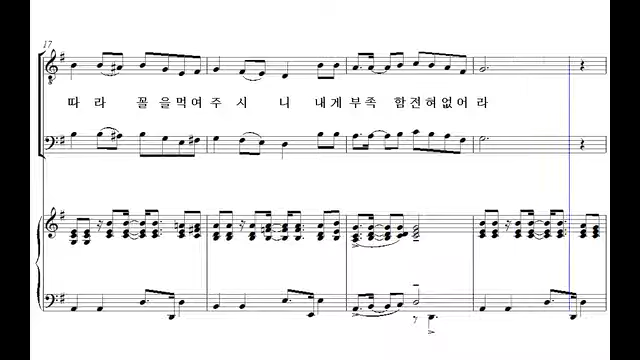 17
따 라 꼴 을 먹 여 주 시 니 내 게 부 족 함 전 혀 없 어 라